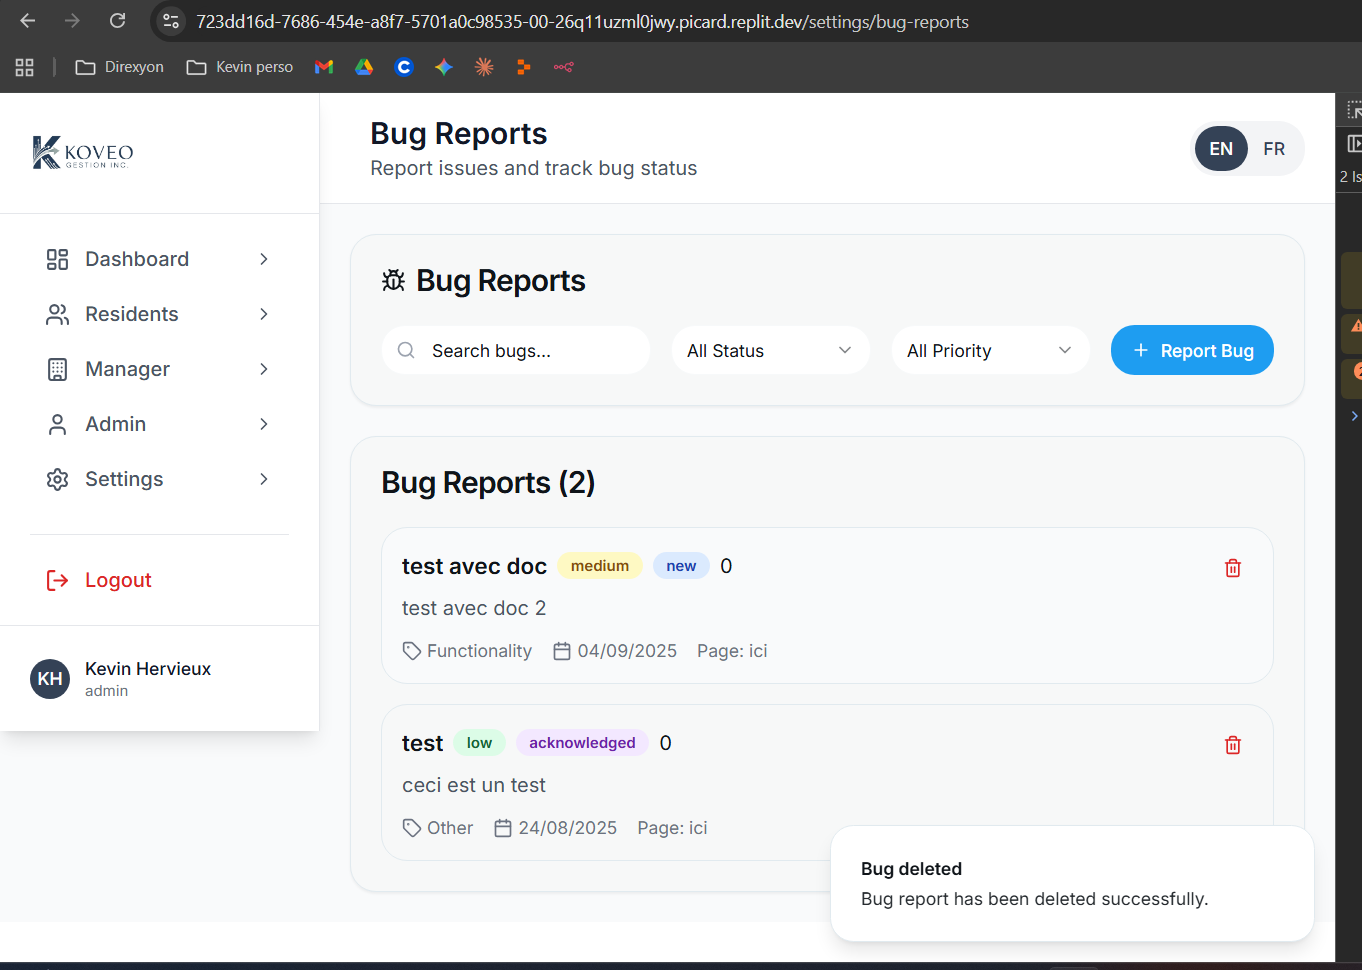 723dd16d-7686-454e-a8f7-5701a0c98535-00-26q11uzml0jwy.picard.replit.dev/settings/bug-reports
Direxyon
Kevin perso
KOVEO
GESTION INC.
Bug Reports
Report issues and track bug status
EN
FR
2 Is
Dashboard
Residents
Manager
Admin
Settings
Logout
KH
Kevin Hervieux
admin
Bug Reports
Search bugs...
All Status
All Priority
+ Report Bug
Bug Reports (2)
test avec doc medium new 0
test avec doc 2
Functionality 04/09/2025 Page: ici
test low acknowledged 0
ceci est un test
Other 24/08/2025 Page: ici
Bug deleted
Bug report has been deleted successfully.